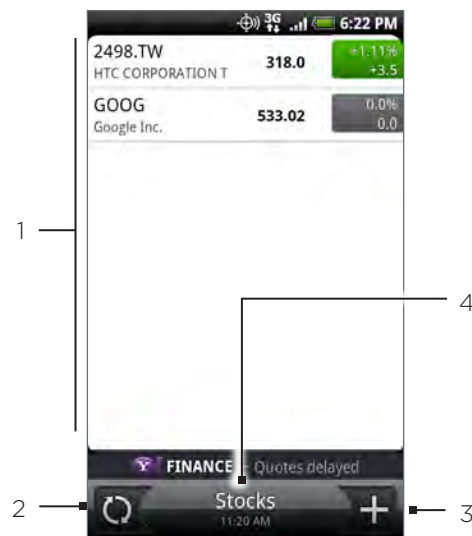 3G 6:22 PM
2498.TW 318.0 +1.11%
HTC CORPORATION T +3.5
GOOG 533.02 0.0%
Google Inc. 0.0
1
4
Y! FINANCE - Quotes delayed
2 Stocks 3
11:20 AM